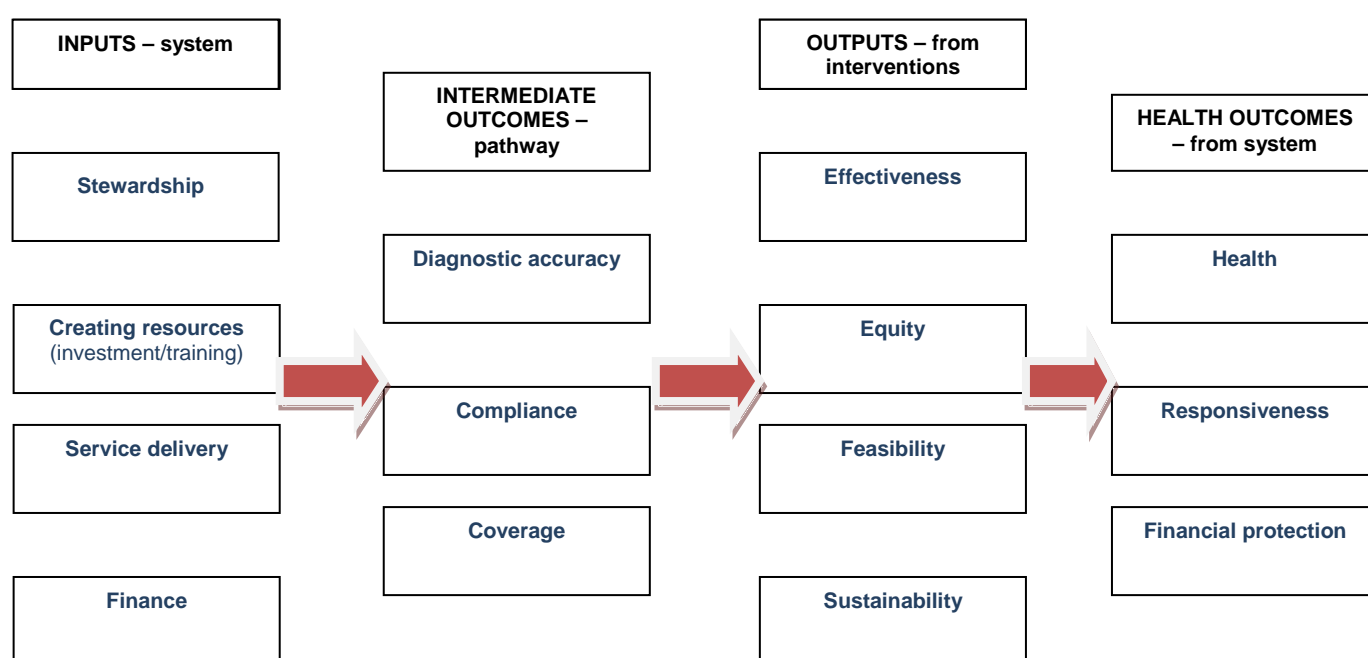 INPUTS – system
Stewardship
Creating resources
(investment/training)
Service delivery
Finance
INTERMEDIATE
OUTCOMES –
pathway
Diagnostic accuracy
Compliance
Coverage
OUTPUTS – from
interventions
Effectiveness
Equity
Feasibility
Sustainability
HEALTH OUTCOMES
– from system
Health
Responsiveness
Financial protection